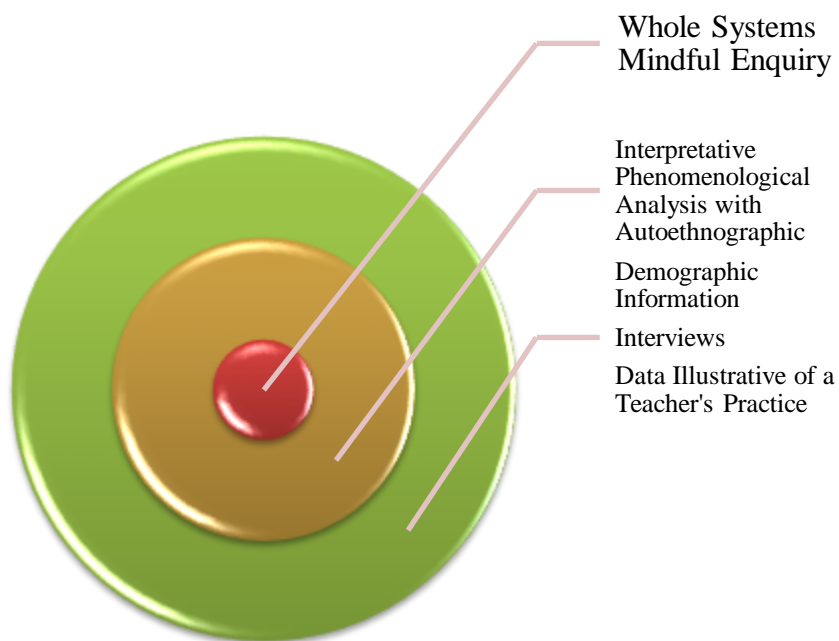 Whole Systems
Mindful Enquiry
Interpretative
Phenomenological
Analysis with
Autoethnographic
Demographic
Information
Interviews
Data Illustrative of a
Teacher's Practice